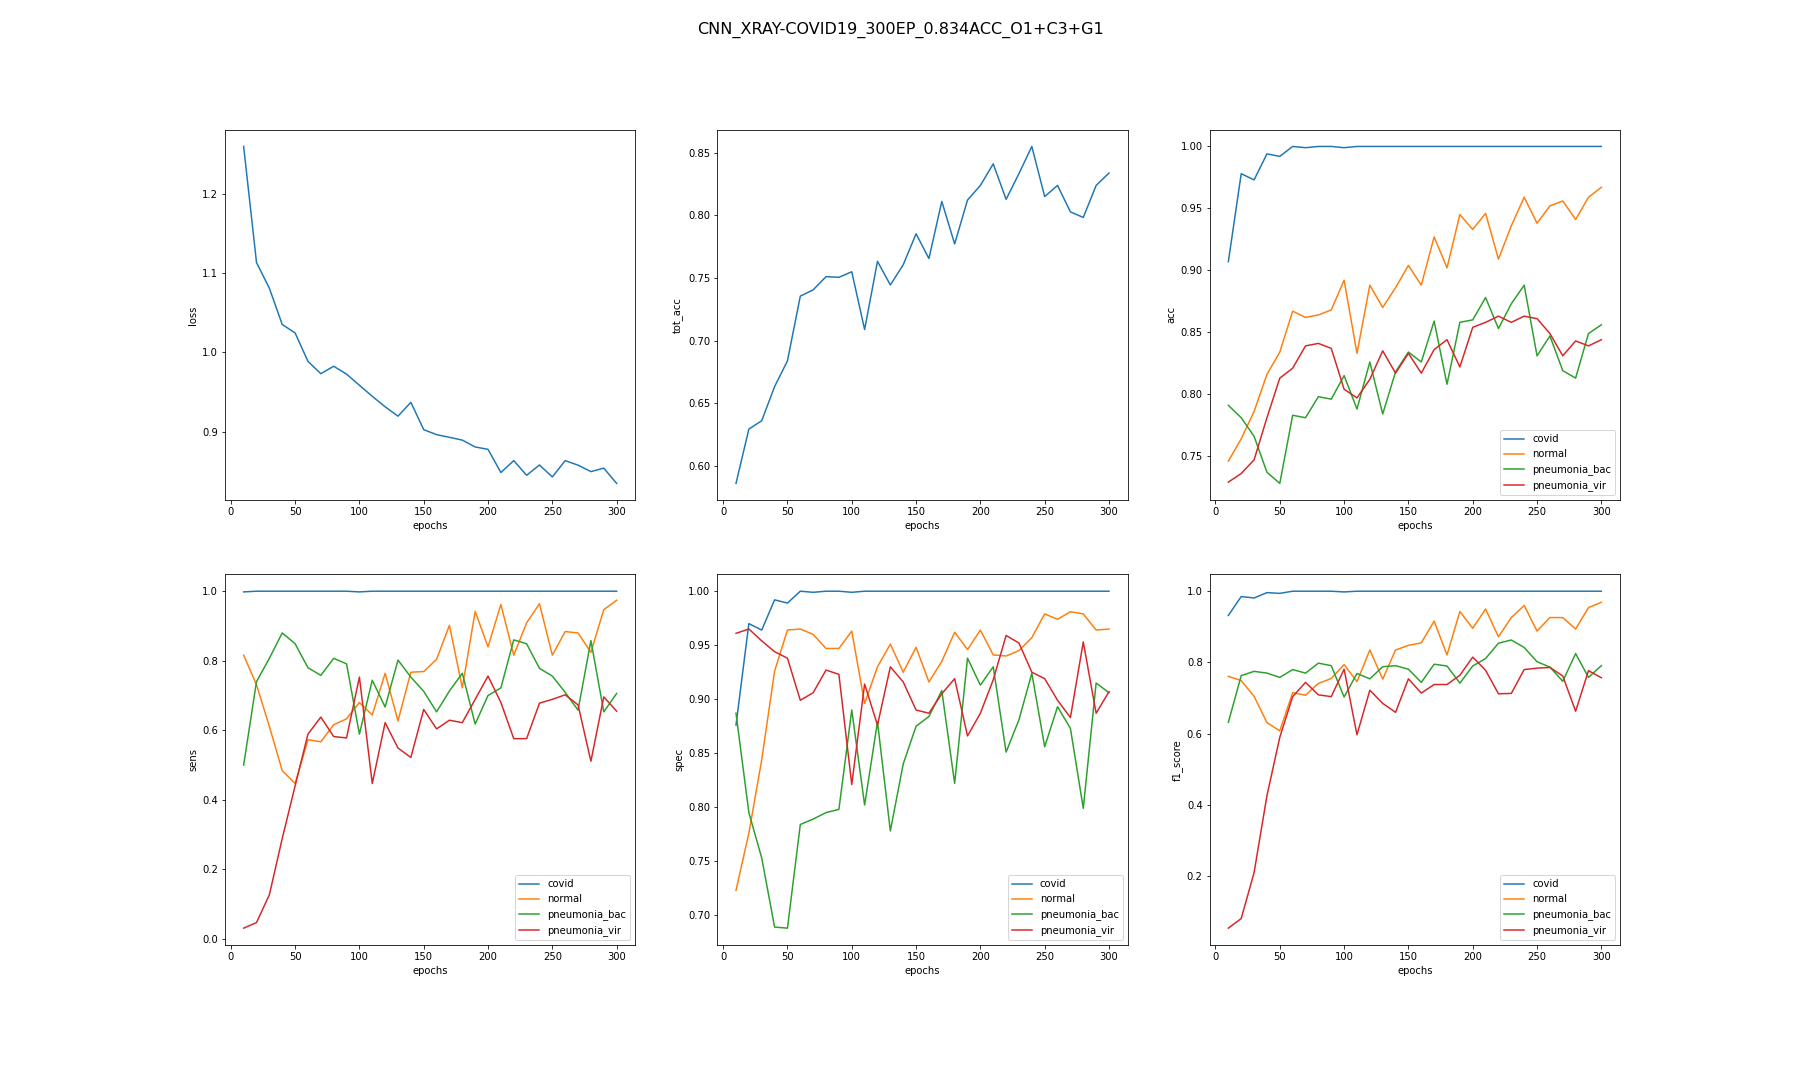 CNN_XRAY-COVID19_300EP_0.834ACC_O1+C3+G1
loss
1.2
1.1
1.0
0.9
0 50 100 150 200 250 300
epochs
tot_acc
0.85
0.80
0.75
0.70
0.65
0.60
0 50 100 150 200 250 300
epochs
acc
1.00
0.95
0.90
0.85
0.80
0.75
covid
normal
pneumonia_bac
pneumonia_vir
0 50 100 150 200 250 300
epochs
sens
1.0
0.8
0.6
0.4
0.2
0.0
covid
normal
pneumonia_bac
pneumonia_vir
0 50 100 150 200 250 300
epochs
spec
1.00
0.95
0.90
0.85
0.80
0.75
0.70
covid
normal
pneumonia_bac
pneumonia_vir
0 50 100 150 200 250 300
epochs
f1_score
1.0
0.8
0.6
0.4
0.2
covid
normal
pneumonia_bac
pneumonia_vir
0 50 100 150 200 250 300
epochs